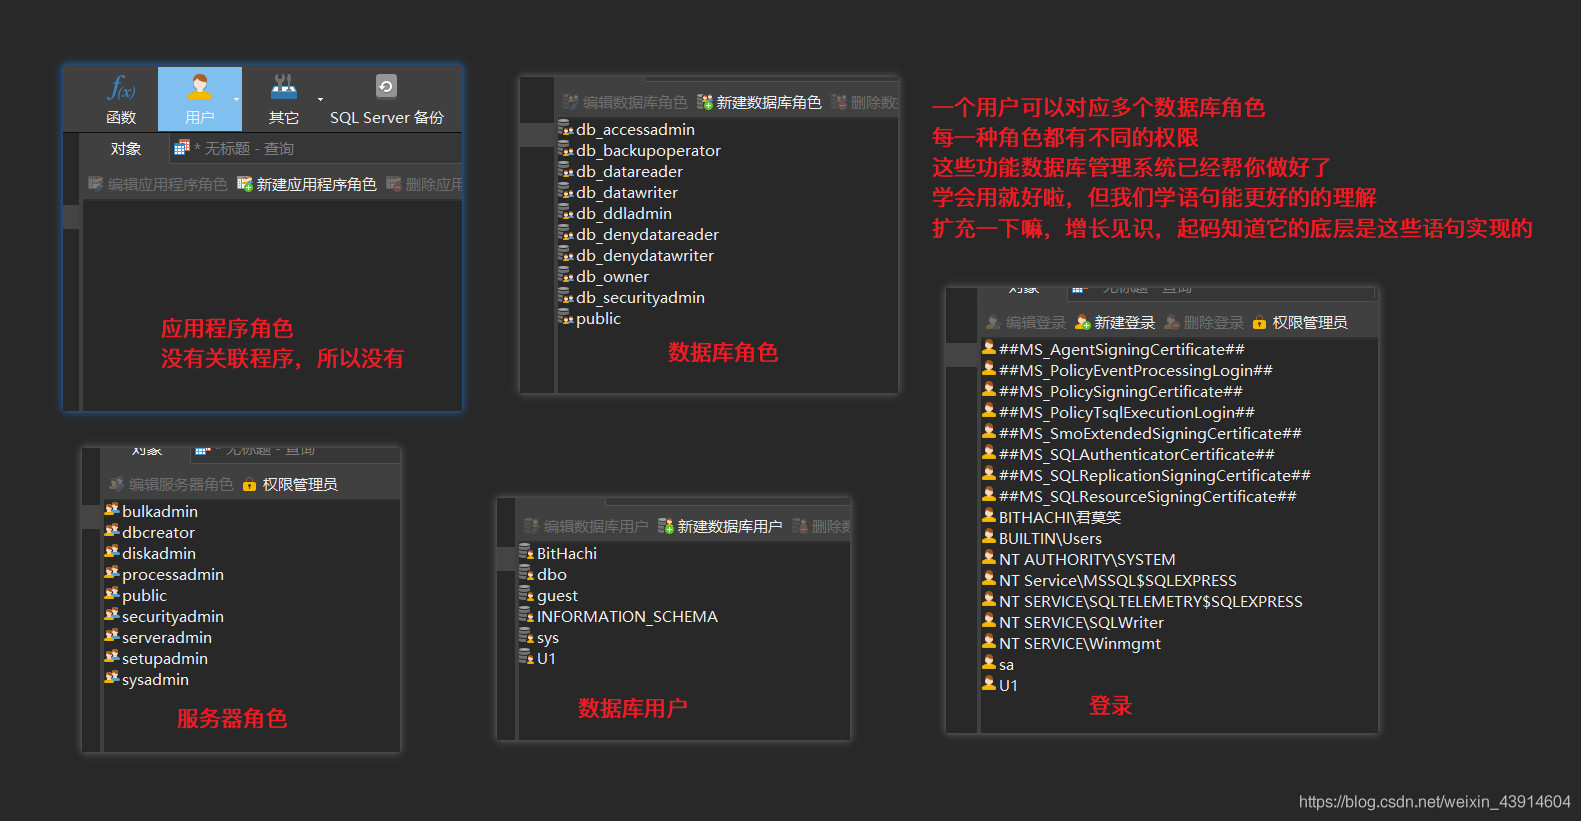 函数
用户
其它
SQL Server 备份
对象
* 无标题 - 查询
编辑应用程序角色
新建应用程序角色
删除应用
应用程序角色
没有关联程序，所以没有
编辑数据库角色
新建数据库角色
删除数据
db_accessadmin
db_backupoperator
db_datareader
db_datawriter
db_ddladmin
db_denydatareader
db_denydatawriter
db_owner
db_securityadmin
public
数据库角色
一个用户可以对应多个数据库角色
每一种角色都有不同的权限
这些功能数据库管理系统已经帮你做好了
学会用就好啦，但我们学语句能更好的的理解
扩充一下嘛，增长见识，起码知道它的底层是这些语句实现的
对象
* 无标题 - 查询
编辑服务器角色
权限管理员
bulkadmin
dbcreator
diskadmin
processadmin
public
securityadmin
serveradmin
setupadmin
sysadmin
服务器角色
编辑数据库用户
新建数据库用户
删除数
BitHachi
dbo
guest
INFORMATION_SCHEMA
sys
U1
数据库用户
对象
* 无标题 - 查询
编辑登录
新建登录
删除登录
权限管理员
##MS_AgentSigningCertificate##
##MS_PolicyEventProcessingLogin##
##MS_PolicySigningCertificate##
##MS_PolicyTsqlExecutionLogin##
##MS_SmoExtendedSigningCertificate##
##MS_SQLAuthenticatorCertificate##
##MS_SQLReplicationSigningCertificate##
##MS_SQLResourceSigningCertificate##
BITHACHI\君莫笑
BUILTIN\Users
NT AUTHORITY\SYSTEM
NT Service\MSSQL$SQLEXPRESS
NT SERVICE\SQLTELEMETRY$SQLEXPRESS
NT SERVICE\SQLWriter
NT SERVICE\Winmgmt
sa
U1
登录
https://blog.csdn.net/weixin_43914604